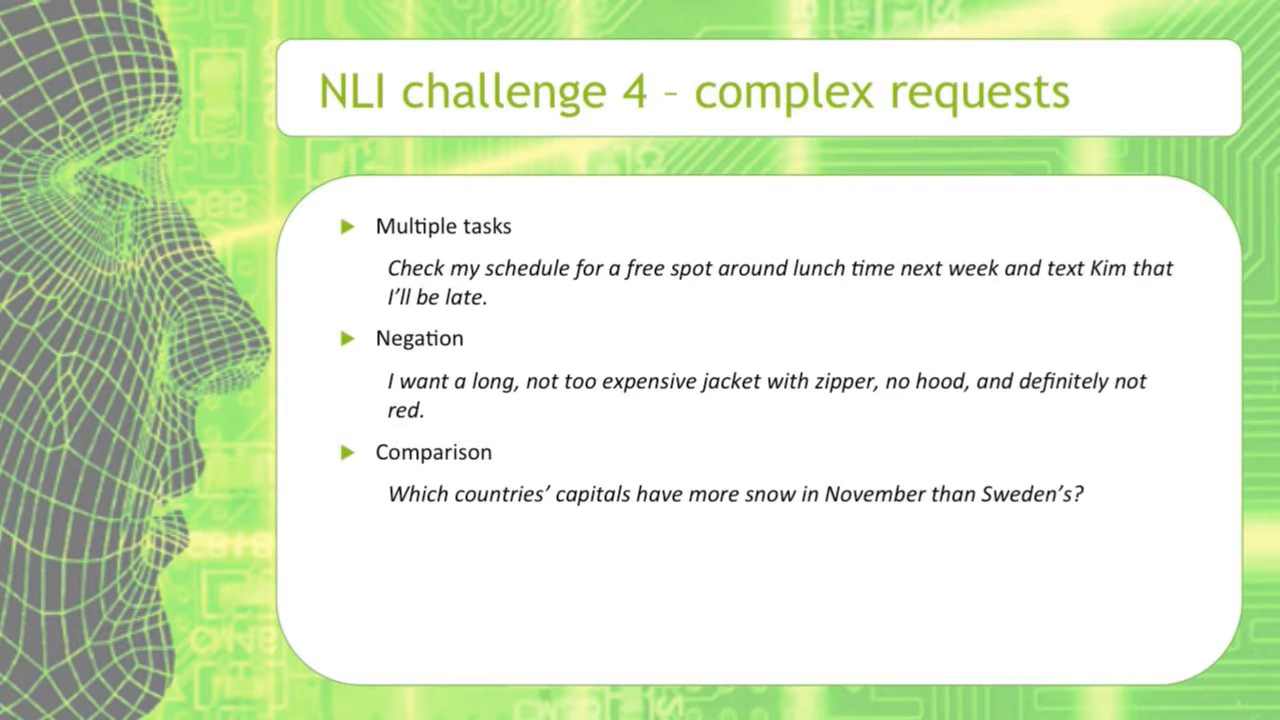 NLI challenge 4 – complex requests
Multiple tasks
Check my schedule for a free spot around lunch time next week and text Kim that
I’ll be late.
Negation
I want a long, not too expensive jacket with zipper, no hood, and definitely not
red.
Comparison
Which countries’ capitals have more snow in November than Sweden’s?